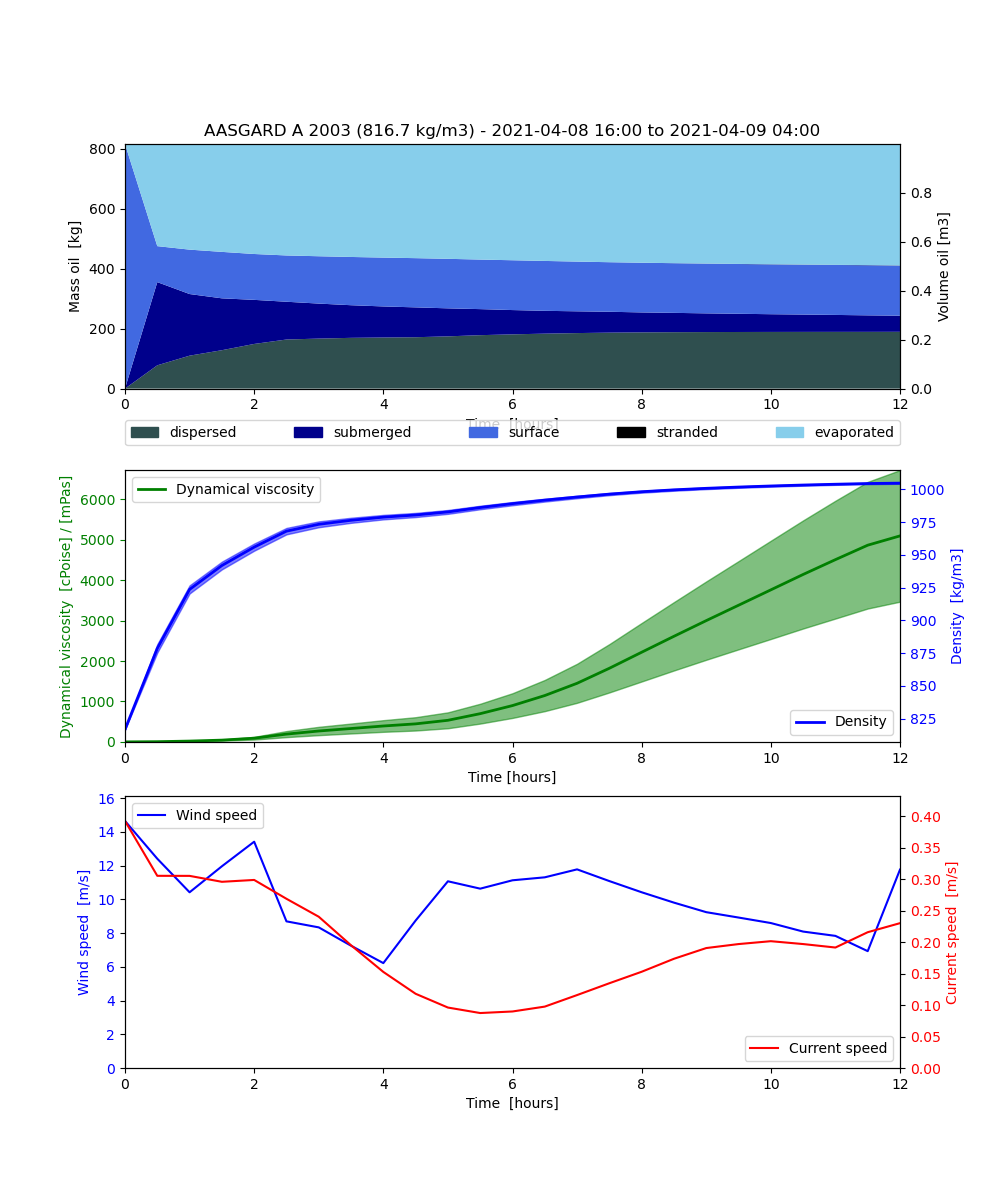 AASGARD A 2003 (816.7 kg/m3) - 2021-04-08 16:00 to 2021-04-09 04:00
Mass oil [kg]
800
600
400
200
0
0.8
0.6
0.4
0.2
0.0
Volume oil [m3]
0 2 4 6 8 10 12
Time [hours]
dispersed submerged surface stranded evaporated
Dynamical viscosity [cPoise] / [mPas]
6000
5000
4000
3000
2000
1000
0
Dynamical viscosity
1000
975
950
925
900
875
850
825
Density [kg/m3]
Density
0 2 4 6 8 10 12
Time [hours]
Wind speed [m/s]
16
14
12
10
8
6
4
2
0
Wind speed
0.40
0.35
0.30
0.25
0.20
0.15
0.10
0.05
0.00
Current speed [m/s]
Current speed
0 2 4 6 8 10 12
Time [hours]